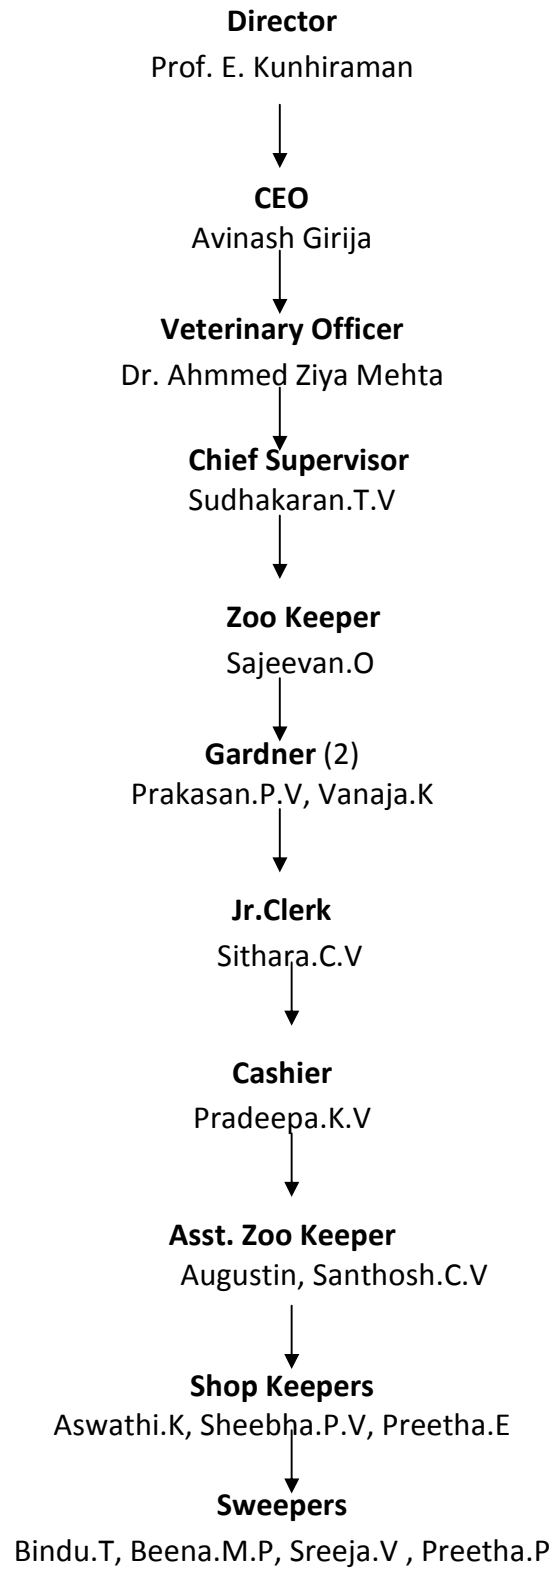 Director
Prof. E. Kunhiraman
CEO
Avinash Girija
Veterinary Officer
Dr. Ahmmed Ziya Mehta
Chief Supervisor
Sudhakaran.T.V
Zoo Keeper
Sajeevan.O
Gardner (2)
Prakasan.P.V, Vanaja.K
Jr.Clerk
Sithara.C.V
Cashier
Pradeepa.K.V
Asst. Zoo Keeper
Augustin, Santhosh.C.V
Shop Keepers
Aswathi.K, Sheebha.P.V, Preetha.E
Sweepers
Bindu.T, Beena.M.P, Sreeja.V , Preetha.P